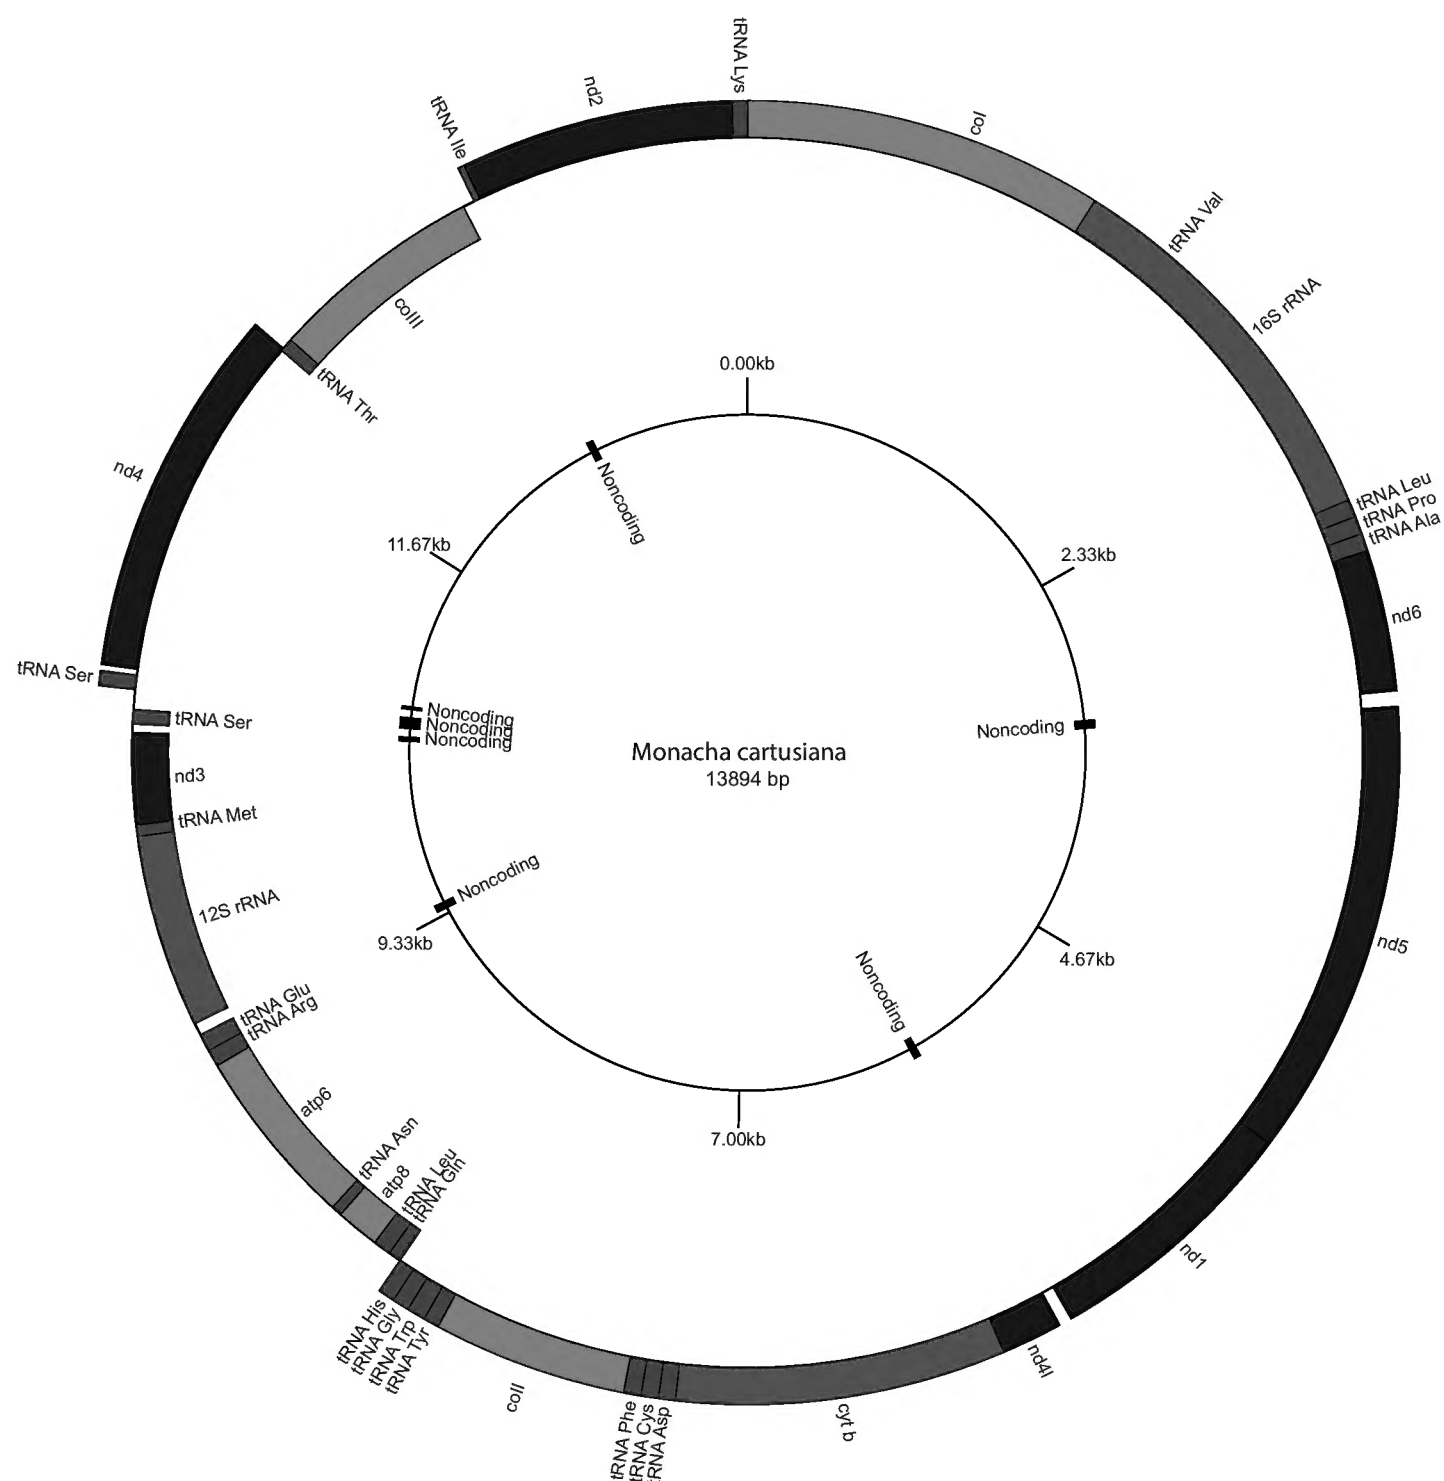 tRNA Lys
coI
tRNA Val
16S rRNA
tRNA Leu
tRNA Pro
tRNA Ala
nd6
nd5
nd1
nd4l
cyt b
tRNA Asp
tRNA Cys
tRNA Phe
coII
tRNA Tyr
tRNA Trp
tRNA Gly
tRNA His
tRNA Gln
tRNA Leu
atp8
tRNA Asn
atp6
tRNA Arg
tRNA Glu
12S rRNA
tRNA Met
nd3
tRNA Ser
tRNA Ser
nd4
tRNA Thr
coIII
tRNA Ile
nd2
0.00kb
2.33kb
Noncoding
4.67kb
Noncoding
7.00kb
9.33kb
Noncoding
Noncoding
Noncoding
Noncoding
11.67kb
Noncoding
Monacha cartusiana
13894 bp